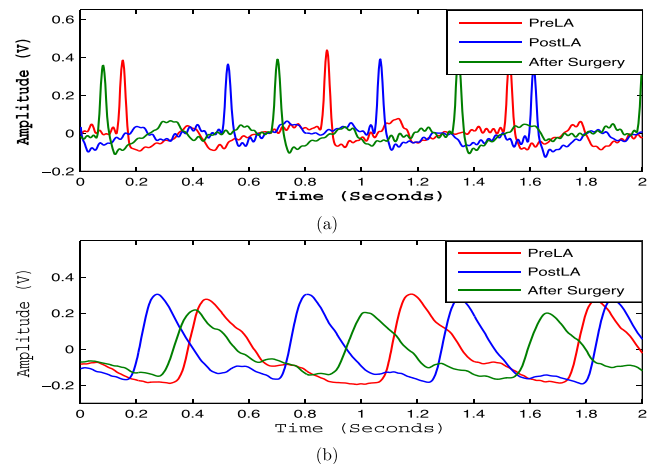 0.6
0.4
0.2
0
−0.2
Amplitude (V)
PreLA
PostLA
After Surgery
0 0.2 0.4 0.6 0.8 1 1.2 1.4 1.6 1.8 2
Time (Seconds)
(a)
0.4
0.2
0
−0.2
Amplitude (V)
PreLA
PostLA
After Surgery
0 0.2 0.4 0.6 0.8 1 1.2 1.4 1.6 1.8 2
Time (Seconds)
(b)